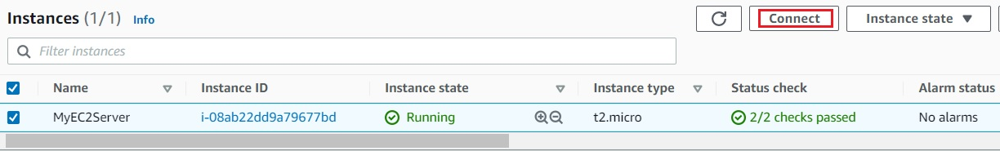 Instances (1/1) Info Connect Instance state
Filter instances
Name Instance ID Instance state Instance type Status check Alarm status
MyEC2Server i-08ab22dd9a79677bd Running t2.micro 2/2 checks passed No alarms